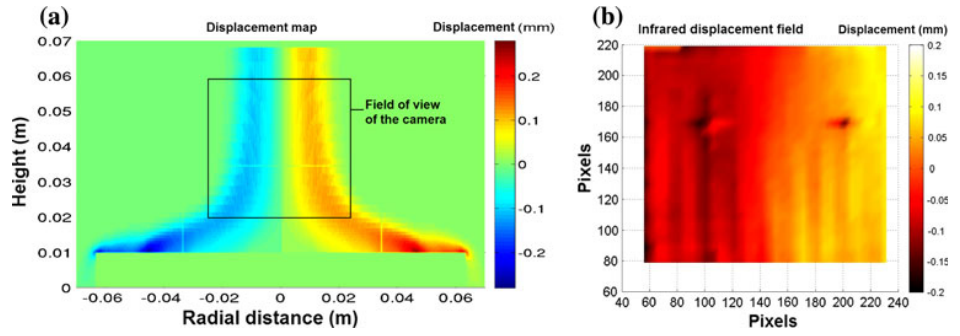 (a)
Displacement map
Displacement (mm)
0.07
0.06
0.05
0.04
0.03
0.02
0.01
0
Height (m)
Field of view
of the camera
-0.06 -0.04 -0.02 0 0.02 0.04 0.06
Radial distance (m)
0.2
0.1
0
-0.1
-0.2
(b)
Infrared displacement field
Displacement (mm)
220
200
180
160
140
120
100
80
60
Pixels
40 60 80 100 120 140 160 180 200 220 240
Pixels
0.2
0.15
0.1
0.05
0
-0.05
-0.1
-0.15
-0.2